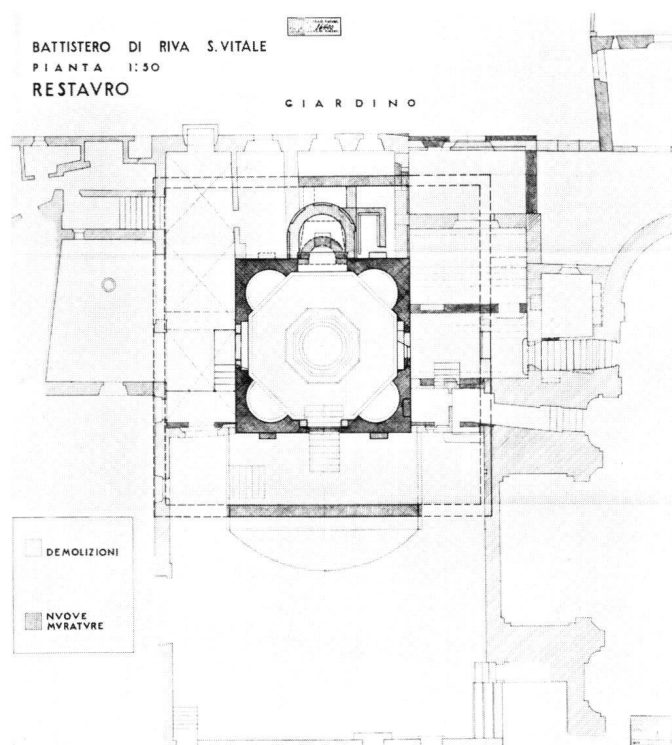 BATTISTERO DI RIVA S. VITALE
PIANTA 1:50
RESTAVRO
GIARDINO
DEMOLIZIONI
NVOVE
MVRATVRE